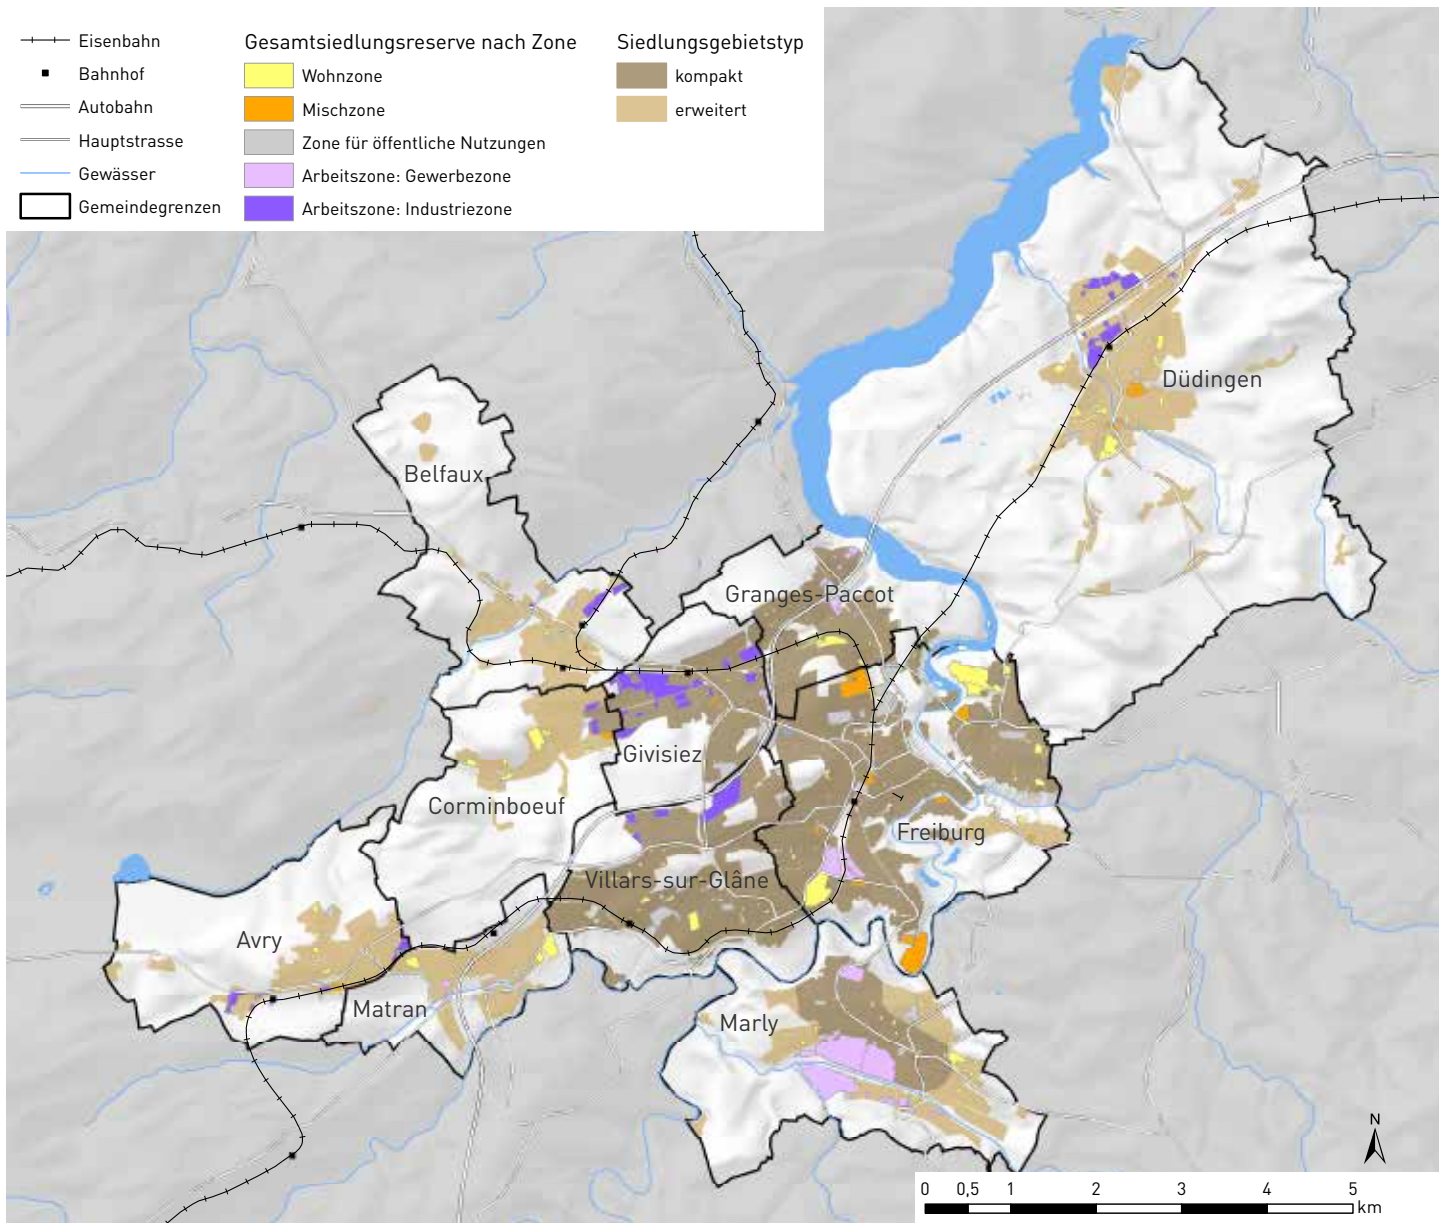 Eisenbahn
Bahnhof
Autobahn
Hauptstrasse
Gewässer
Gemeindegrenzen
Gesamtsiedlungsreserve nach Zone
Wohnzone
Mischzone
Zone für öffentliche Nutzungen
Arbeitszone: Gewerbezone
Arbeitszone: Industriezone
Siedlungsgebietstyp
kompakt
erweitert
Düdingen
Belfaux
Granges-Paccot
Givisiez
Corminboeuf
Freiburg
Villars-sur-Glâne
Avry
Matran
Marly
N
0 0,5 1 2 3 4 5
km